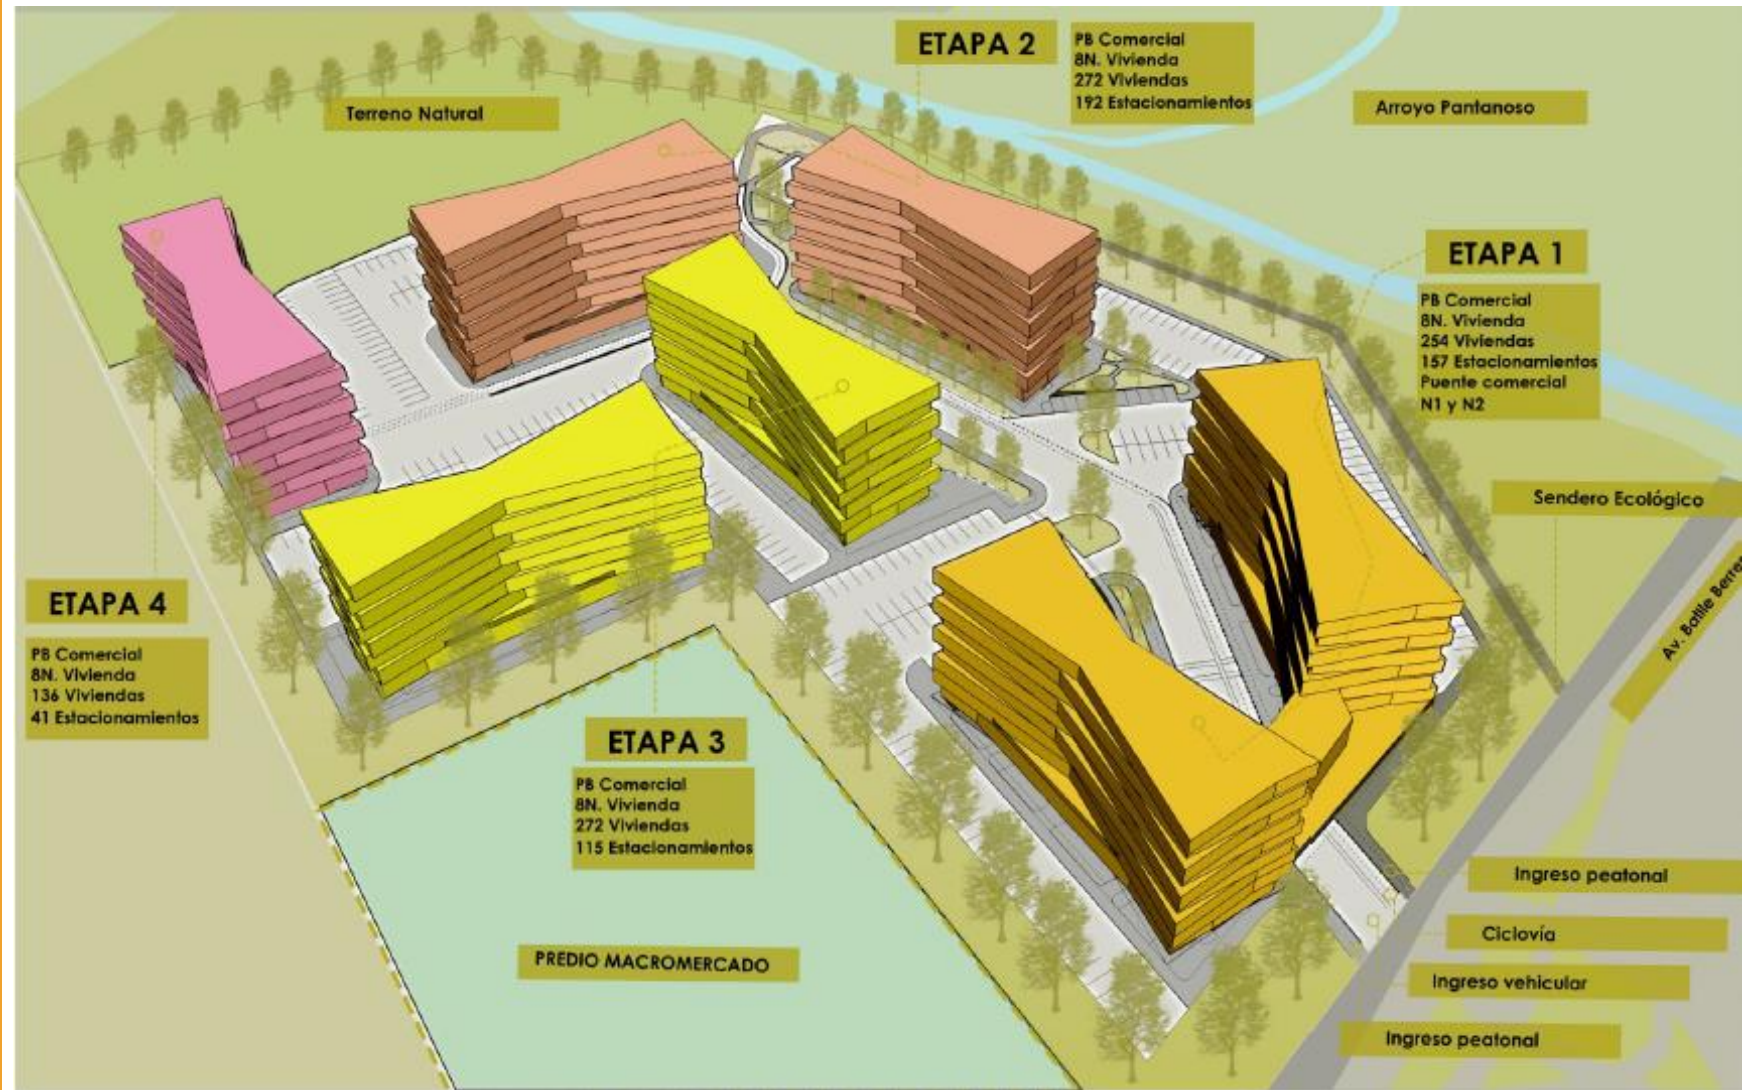 ETAPA 2
PB Comercial
8N. Vivienda
272 Viviendas
192 Estacionamientos
Terreno Natural
Arroyo Pantanoso
ETAPA 1
PB Comercial
8N. Vivienda
254 Viviendas
157 Estacionamientos
Puente comercial
N1 y N2
Sendero Ecológico
Av. Batlle
ETAPA 4
PB Comercial
8N. Vivienda
136 Viviendas
41 Estacionamientos
ETAPA 3
PB Comercial
8N. Vivienda
272 Viviendas
115 Estacionamientos
PREDIO MACROMERCADO
Ingreso peatonal
Ciclovía
Ingreso vehicular
Ingreso peatonal